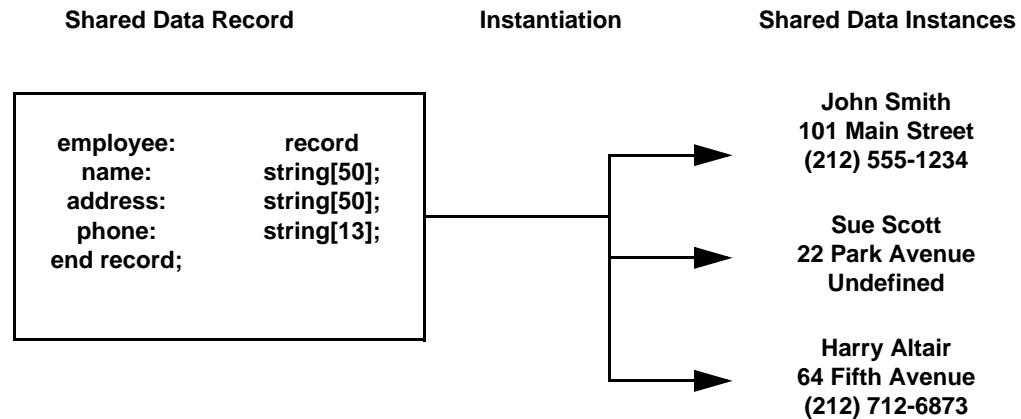 Shared Data Record
Instantiation
Shared Data Instances
employee: record
name: string[50];
address: string[50];
phone: string[13];
end record;
John Smith
101 Main Street
(212) 555-1234
Sue Scott
22 Park Avenue
Undefined
Harry Altair
64 Fifth Avenue
(212) 712-6873